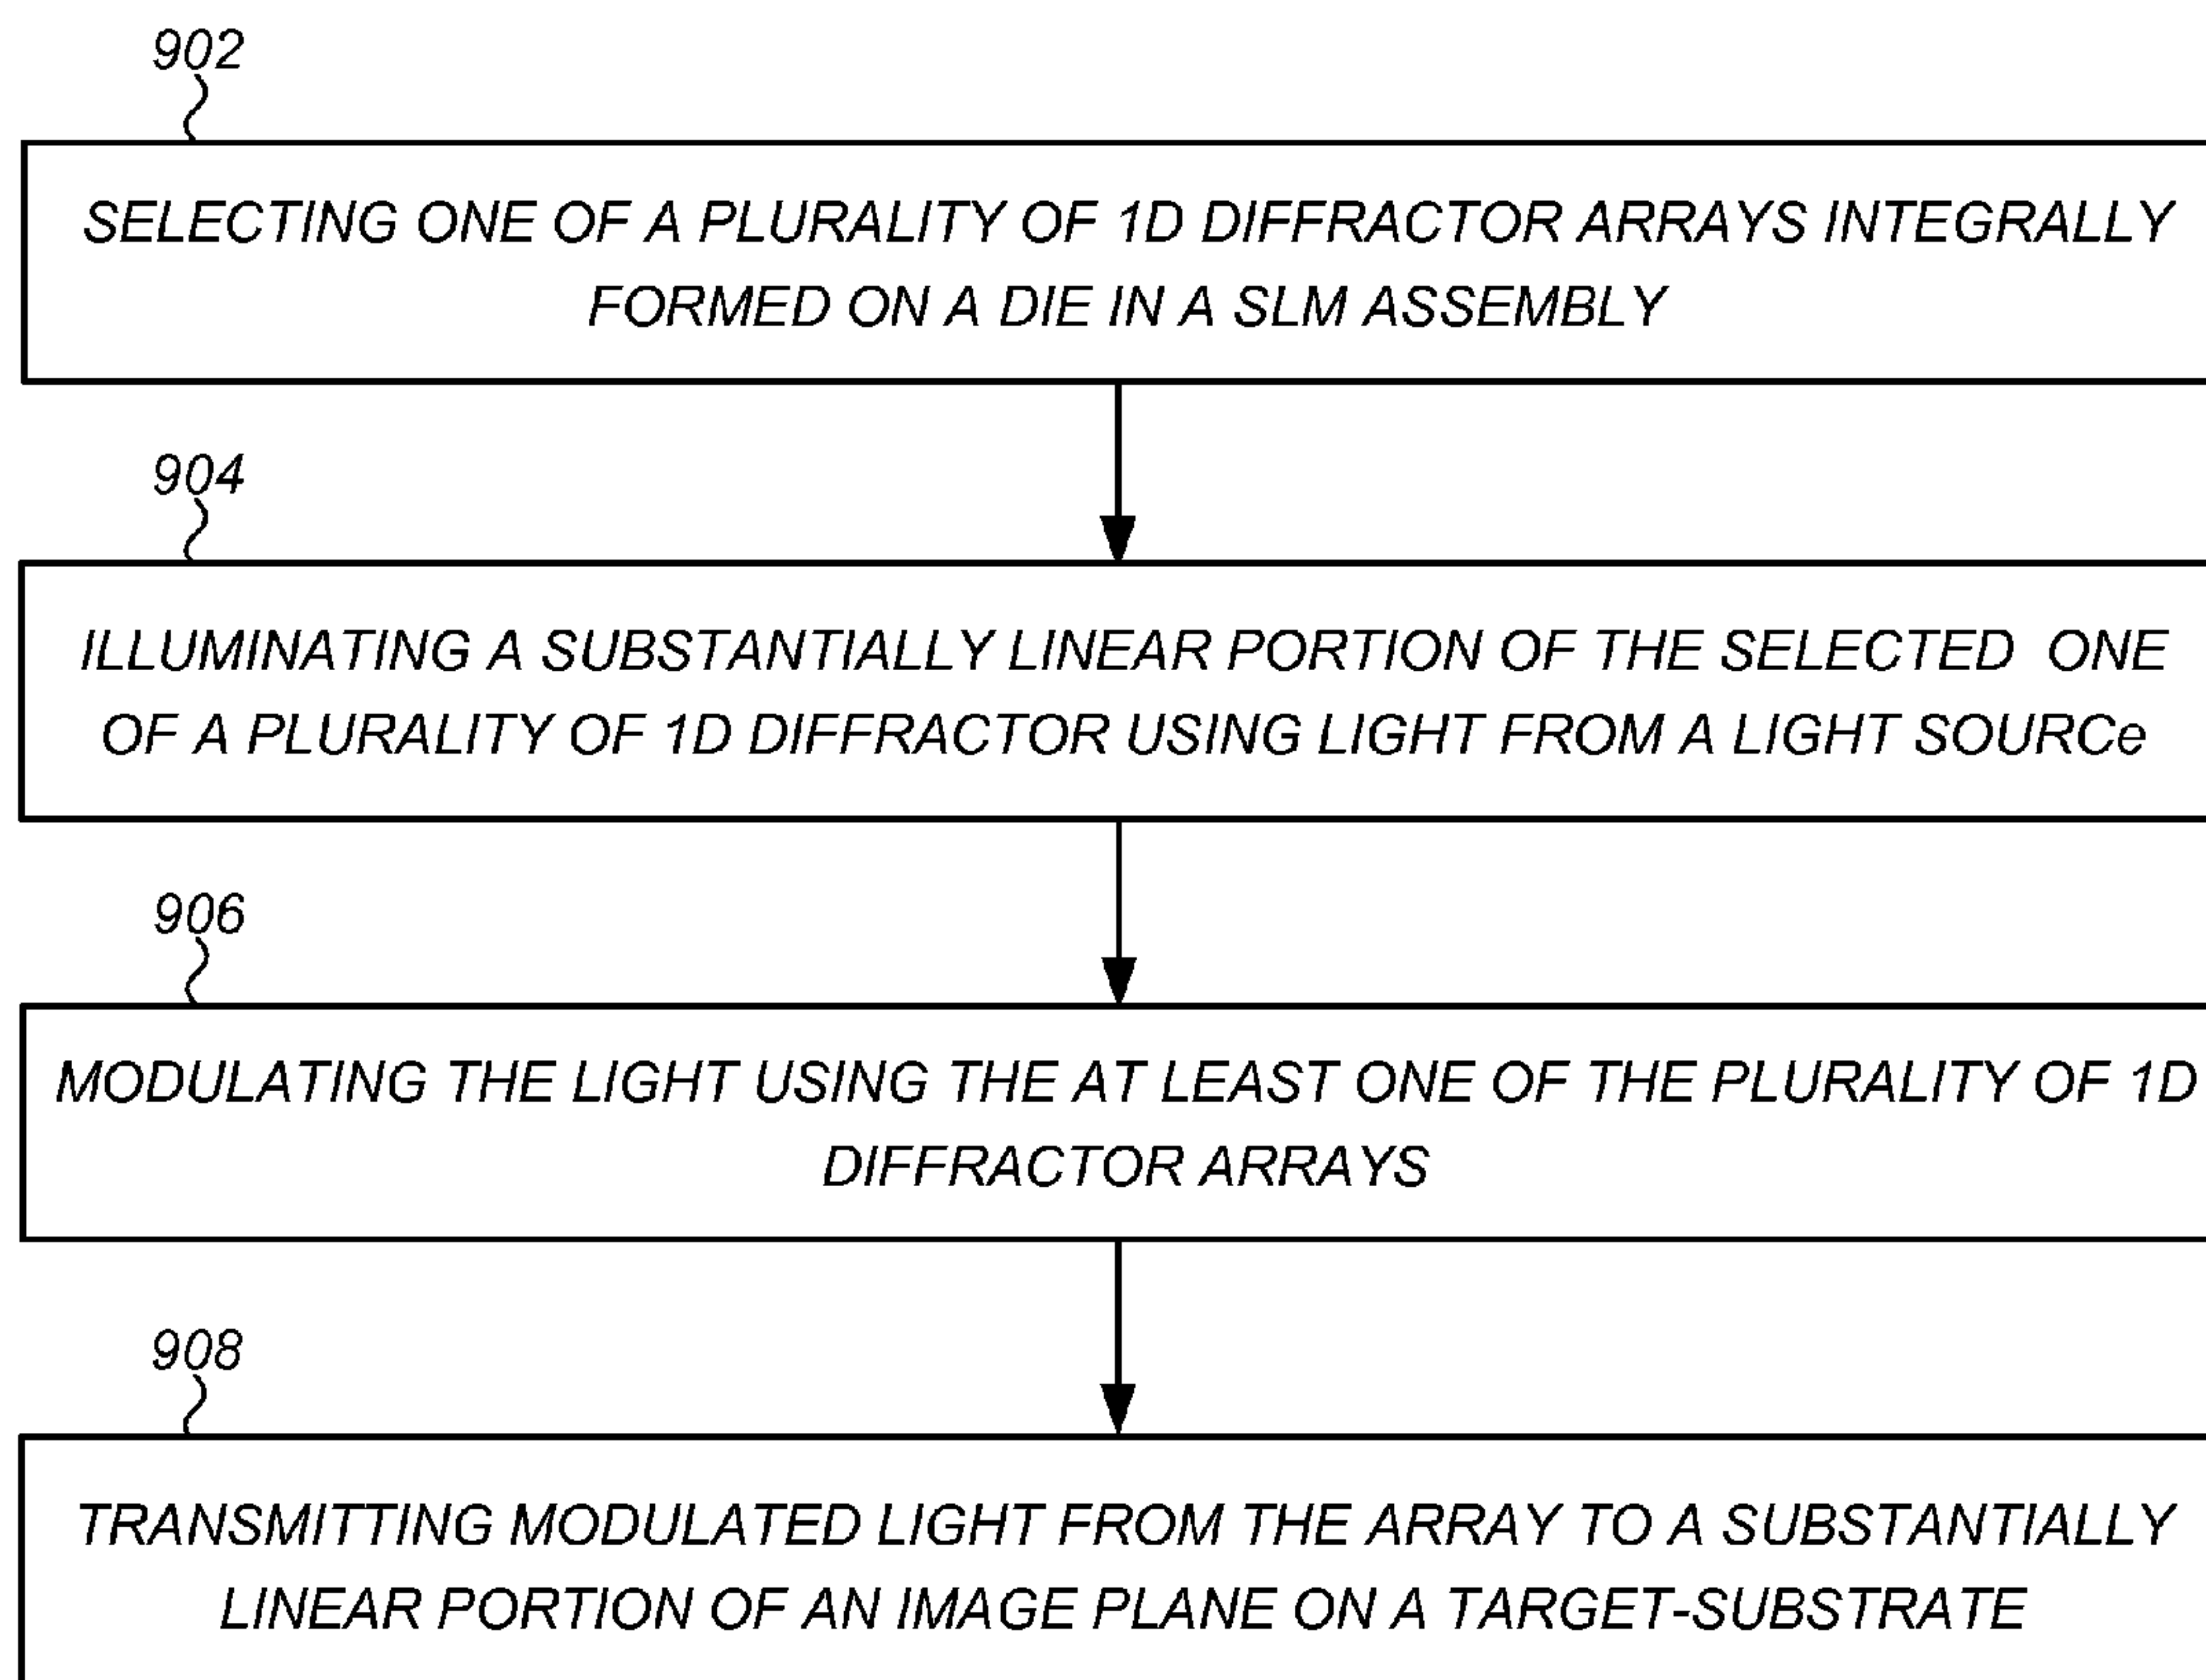 902
SELECTING ONE OF A PLURALITY OF 1D DIFFRACTOR ARRAYS INTEGRALLY
FORMED ON A DIE IN A SLM ASSEMBLY
904
ILLUMINATING A SUBSTANTIALLY LINEAR PORTION OF THE SELECTED ONE
OF A PLURALITY OF 1D DIFFRACTOR USING LIGHT FROM A LIGHT SOURCe
906
MODULATING THE LIGHT USING THE AT LEAST ONE OF THE PLURALITY OF 1D
DIFFRACTOR ARRAYS
908
TRANSMITTING MODULATED LIGHT FROM THE ARRAY TO A SUBSTANTIALLY
LINEAR PORTION OF AN IMAGE PLANE ON A TARGET-SUBSTRATE